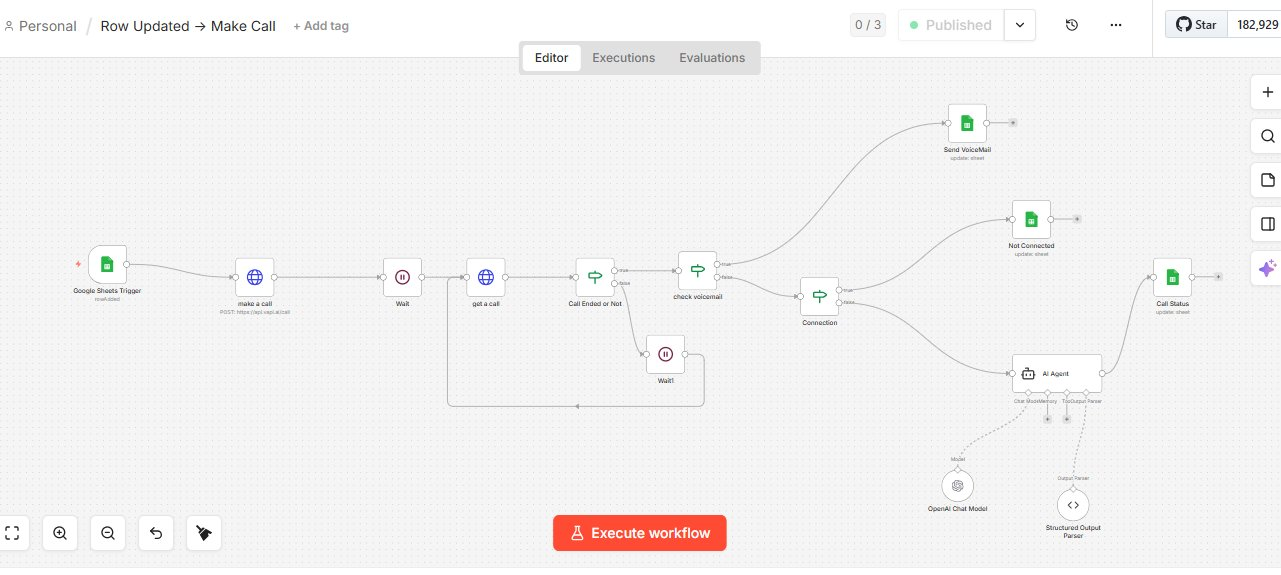 Personal / Row Updated → Make Call + Add tag
0 / 3
Published
Star 182,929
Editor Executions Evaluations
Send VoiceMail
update: sheet
Not Connected
update: sheet
Google Sheets Trigger
rowAdded
make a call
POST: https://api.vapi.ai/call
Wait
get a call
Call Ended or Not
true
false
check voicemail
true
false
Connection
true
false
Call Status
update: sheet
Wait1
AI Agent
Chat Mode
Memory
Too
Output Parser
Model
OpenAI Chat Model
Output Parser
Structured Output
Parser
Execute workflow